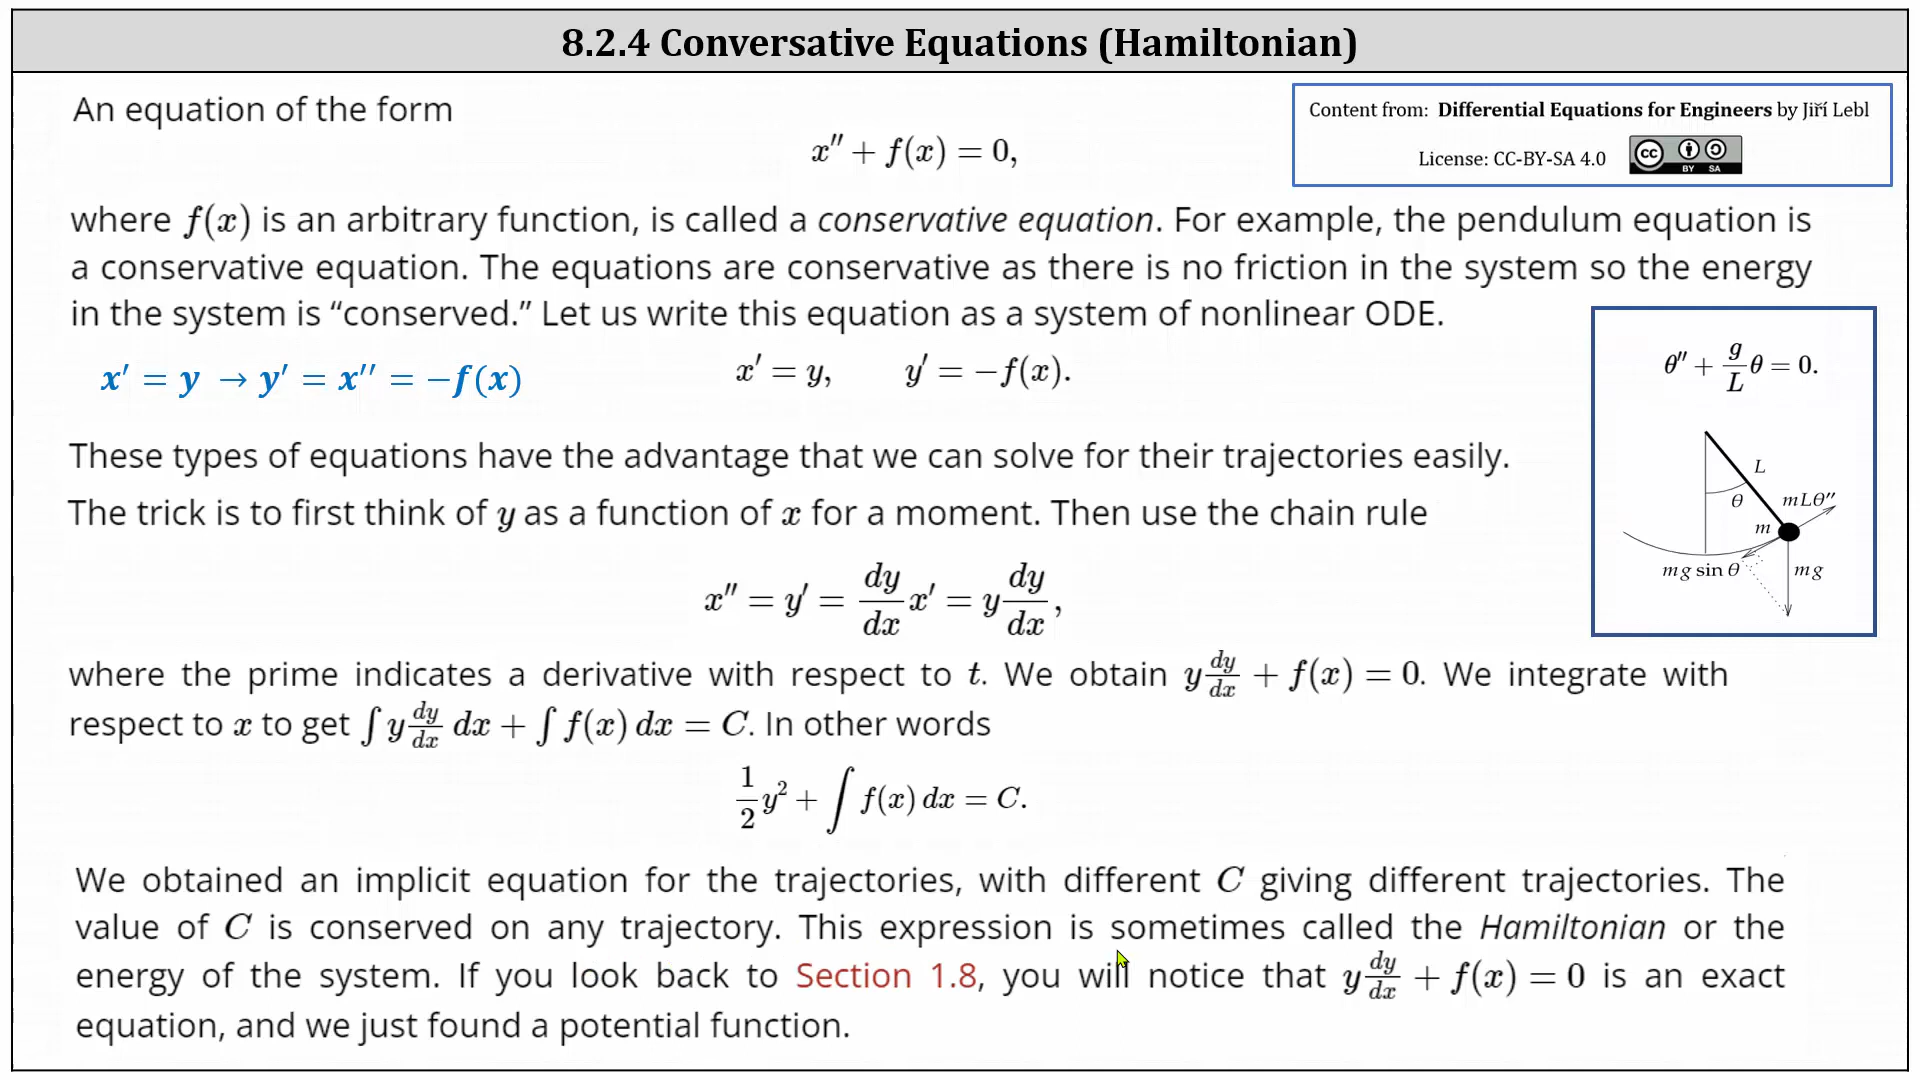 8.2.4 Conversative Equations (Hamiltonian)
An equation of the form
x″ + f(x) = 0,
Content from: Differential Equations for Engineers by Jiří Lebl
License: CC-BY-SA 4.0
cc BY SA
where f(x) is an arbitrary function, is called a conservative equation. For example, the pendulum equation is
a conservative equation. The equations are conservative as there is no friction in the system so the energy
in the system is “conserved.” Let us write this equation as a system of nonlinear ODE.
x′ = y → y′ = x′′ = −f(x)
x′ = y, y′ = −f(x).
θ″ + g/L θ = 0.
L
θ
mLθ″
m
mg sin θ
mg
These types of equations have the advantage that we can solve for their trajectories easily.
The trick is to first think of y as a function of x for a moment. Then use the chain rule
x″ = y′ = dy/dx x′ = y dy/dx,
where the prime indicates a derivative with respect to t. We obtain y dy/dx + f(x) = 0. We integrate with
respect to x to get ∫ y dy/dx dx + ∫ f(x) dx = C. In other words
1/2 y² + ∫ f(x) dx = C.
We obtained an implicit equation for the trajectories, with different C giving different trajectories. The
value of C is conserved on any trajectory. This expression is sometimes called the Hamiltonian or the
energy of the system. If you look back to Section 1.8, you will notice that y dy/dx + f(x) = 0 is an exact
equation, and we just found a potential function.